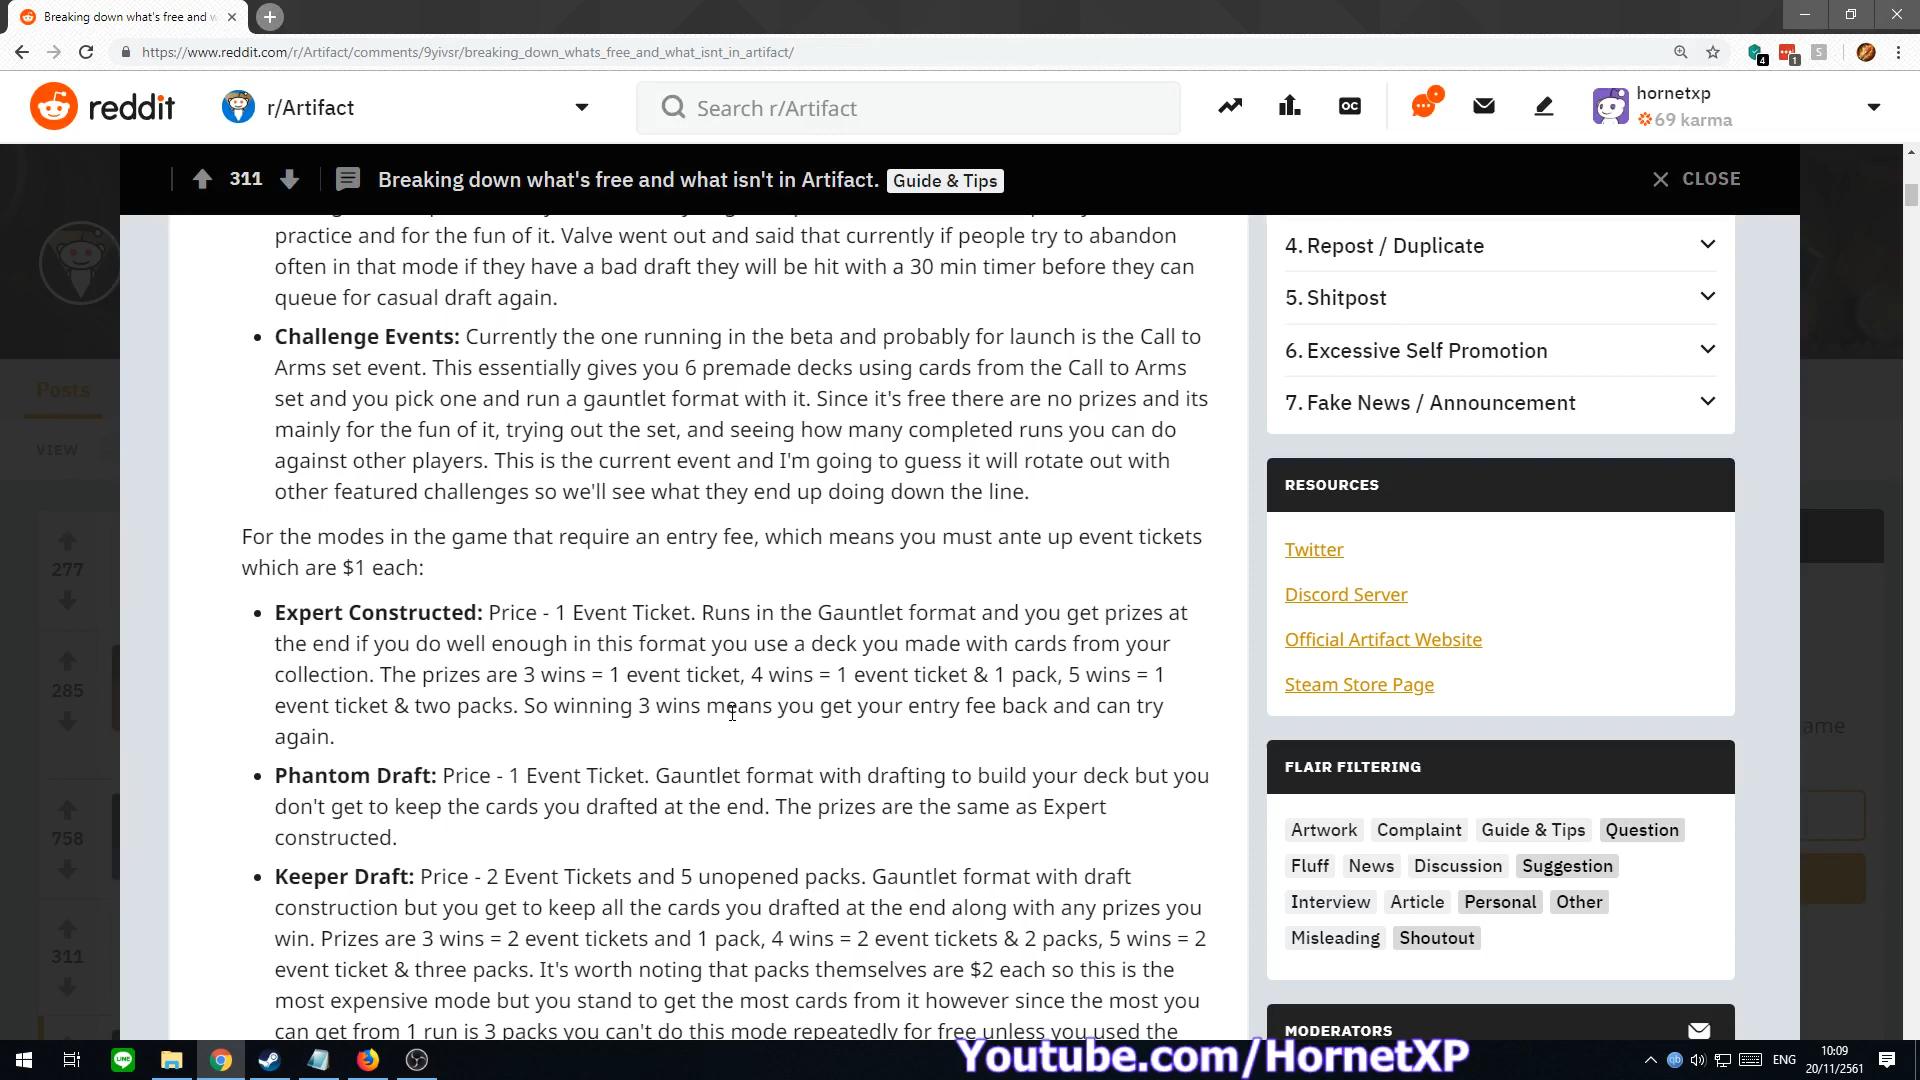 Breaking down what's free and w
https://www.reddit.com/r/Artifact/comments/9yivsr/breaking_down_whats_free_and_what_isnt_in_artifact/
4
1
S
reddit
r/Artifact
Search r/Artifact
OC
hornetxp
69 karma
311
Breaking down what's free and what isn't in Artifact.
Guide & Tips
CLOSE
practice and for the fun of it. Valve went out and said that currently if people try to abandon
often in that mode if they have a bad draft they will be hit with a 30 min timer before they can
queue for casual draft again.
Challenge Events: Currently the one running in the beta and probably for launch is the Call to
Arms set event. This essentially gives you 6 premade decks using cards from the Call to Arms
set and you pick one and run a gauntlet format with it. Since it's free there are no prizes and its
mainly for the fun of it, trying out the set, and seeing how many completed runs you can do
against other players. This is the current event and I'm going to guess it will rotate out with
other featured challenges so we'll see what they end up doing down the line.
For the modes in the game that require an entry fee, which means you must ante up event tickets
which are $1 each:
Expert Constructed: Price - 1 Event Ticket. Runs in the Gauntlet format and you get prizes at
the end if you do well enough in this format you use a deck you made with cards from your
collection. The prizes are 3 wins = 1 event ticket, 4 wins = 1 event ticket & 1 pack, 5 wins = 1
event ticket & two packs. So winning 3 wins means you get your entry fee back and can try
again.
Phantom Draft: Price - 1 Event Ticket. Gauntlet format with drafting to build your deck but you
don't get to keep the cards you drafted at the end. The prizes are the same as Expert
constructed.
Keeper Draft: Price - 2 Event Tickets and 5 unopened packs. Gauntlet format with draft
construction but you get to keep all the cards you drafted at the end along with any prizes you
win. Prizes are 3 wins = 2 event tickets and 1 pack, 4 wins = 2 event tickets & 2 packs, 5 wins = 2
event ticket & three packs. It's worth noting that packs themselves are $2 each so this is the
most expensive mode but you stand to get the most cards from it however since the most you
can get from 1 run is 3 packs you can't do this mode repeatedly for free unless you used the
4. Repost / Duplicate
5. Shitpost
6. Excessive Self Promotion
7. Fake News / Announcement
RESOURCES
Twitter
Discord Server
Official Artifact Website
Steam Store Page
FLAIR FILTERING
Artwork Complaint Guide & Tips Question
Fluff News Discussion Suggestion
Interview Article Personal Other
Misleading Shoutout
MODERATORS
Posts
VIEW
277
285
758
311
ame
Youtube.com/HornetXP
ENG
10:09
20/11/2561